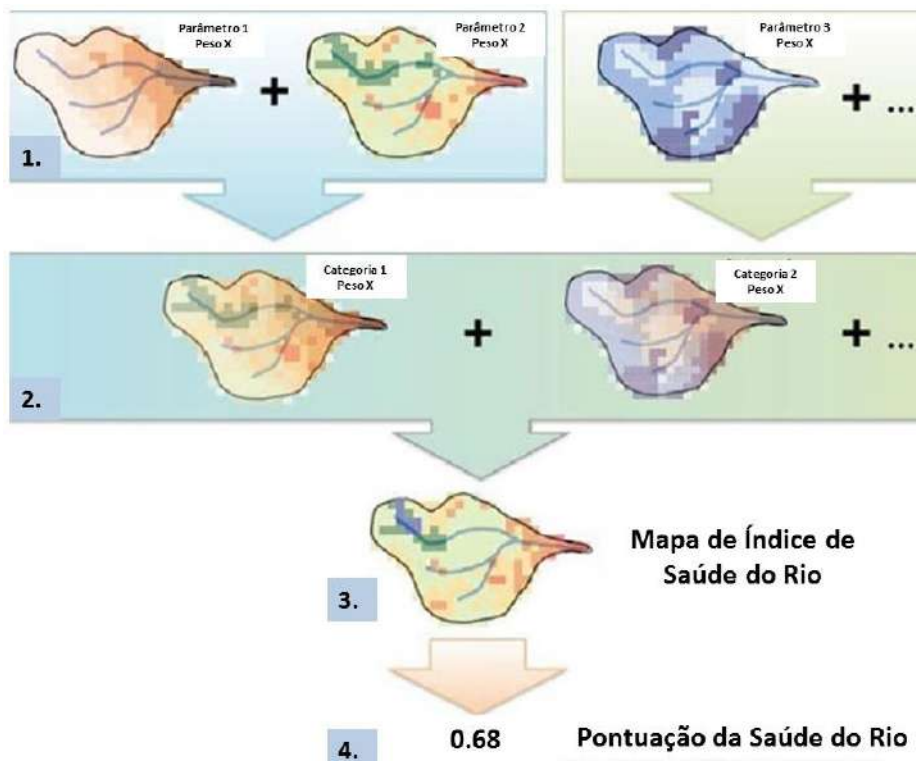 Parâmetro 1
Peso X
Parâmetro 2
Peso X
Parâmetro 3
Peso X
+
+ ...
1.
Categoria 1
Peso X
Categoria 2
Peso X
+
+ ...
2.
Mapa de Índice de
Saúde do Rio
3.
4.
0.68
Pontuação da Saúde do Rio